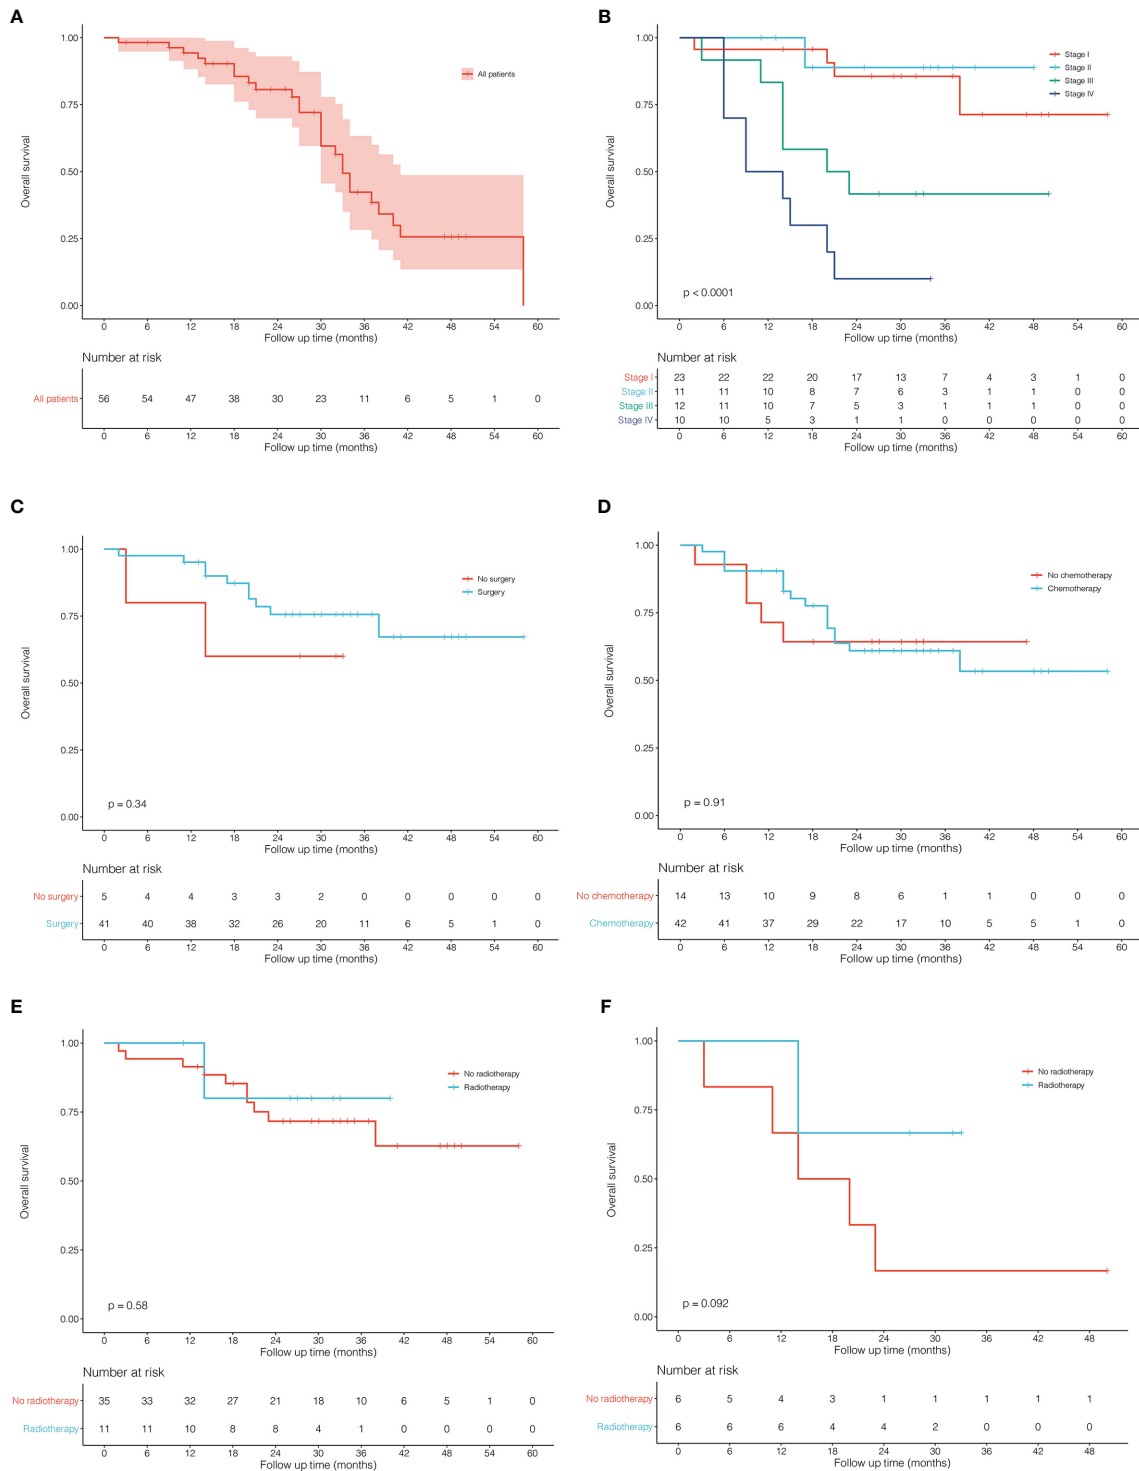 A
1.00
0.75
0.50
0.25
0.00
Overall survival
All patients
0 6 12 18 24 30 36 42 48 54 60
Follow up time (months)
Number at risk
All patients 56 54 47 38 30 23 11 6 5 1 0
0 6 12 18 24 30 36 42 48 54 60
Follow up time (months)
B
1.00
0.75
0.50
0.25
0.00
Overall survival
Stage I
Stage II
Stage III
Stage IV
p < 0.0001
0 6 12 18 24 30 36 42 48 54 60
Follow up time (months)
Number at risk
Stage I 23 22 22 20 17 13 7 4 3 1 0
Stage II 11 11 10 8 7 6 3 1 1 0 0
Stage III 12 11 10 7 5 3 1 1 1 0 0
Stage IV 10 10 5 3 1 1 0 0 0 0 0
0 6 12 18 24 30 36 42 48 54 60
Follow up time (months)
C
1.00
0.75
0.50
0.25
0.00
Overall survival
No surgery
Surgery
p = 0.34
0 6 12 18 24 30 36 42 48 54 60
Follow up time (months)
Number at risk
No surgery 5 4 4 3 3 2 0 0 0 0 0
Surgery 41 40 38 32 26 20 11 6 5 1 0
0 6 12 18 24 30 36 42 48 54 60
Follow up time (months)
D
1.00
0.75
0.50
0.25
0.00
Overall survival
No chemotherapy
Chemotherapy
p = 0.91
0 6 12 18 24 30 36 42 48 54 60
Follow up time (months)
Number at risk
No chemotherapy 14 13 10 9 8 6 1 1 0 0 0
Chemotherapy 42 41 37 29 22 17 10 5 5 1 0
0 6 12 18 24 30 36 42 48 54 60
Follow up time (months)
E
1.00
0.75
0.50
0.25
0.00
Overall survival
No radiotherapy
Radiotherapy
p = 0.58
0 6 12 18 24 30 36 42 48 54 60
Follow up time (months)
Number at risk
No radiotherapy 35 33 32 27 21 18 10 6 5 1 0
Radiotherapy 11 11 10 8 8 4 1 0 0 0 0
0 6 12 18 24 30 36 42 48 54 60
Follow up time (months)
F
1.00
0.75
0.50
0.25
0.00
Overall survival
No radiotherapy
Radiotherapy
p = 0.092
0 6 12 18 24 30 36 42 48
Follow up time (months)
Number at risk
No radiotherapy 6 5 4 3 1 1 1 1 1
Radiotherapy 6 6 6 4 4 2 0 0 0
0 6 12 18 24 30 36 42 48
Follow up time (months)